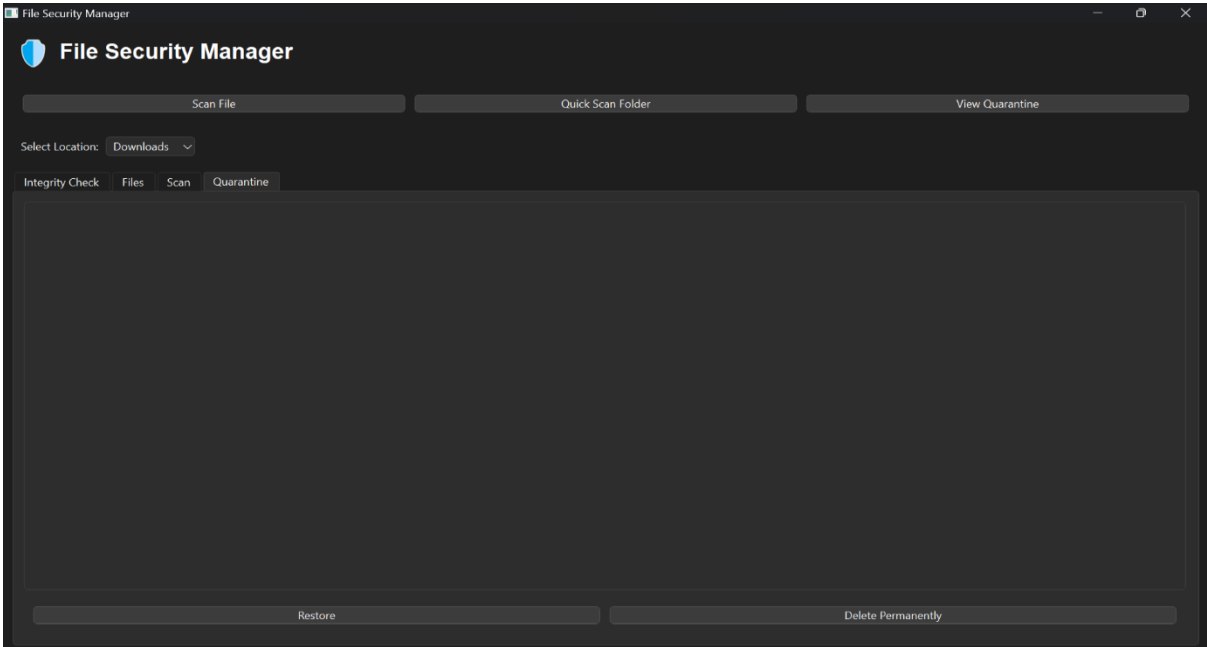 File Security Manager
File Security Manager
Scan File Quick Scan Folder View Quarantine
Select Location: Downloads
Integrity Check Files Scan Quarantine
Restore Delete Permanently